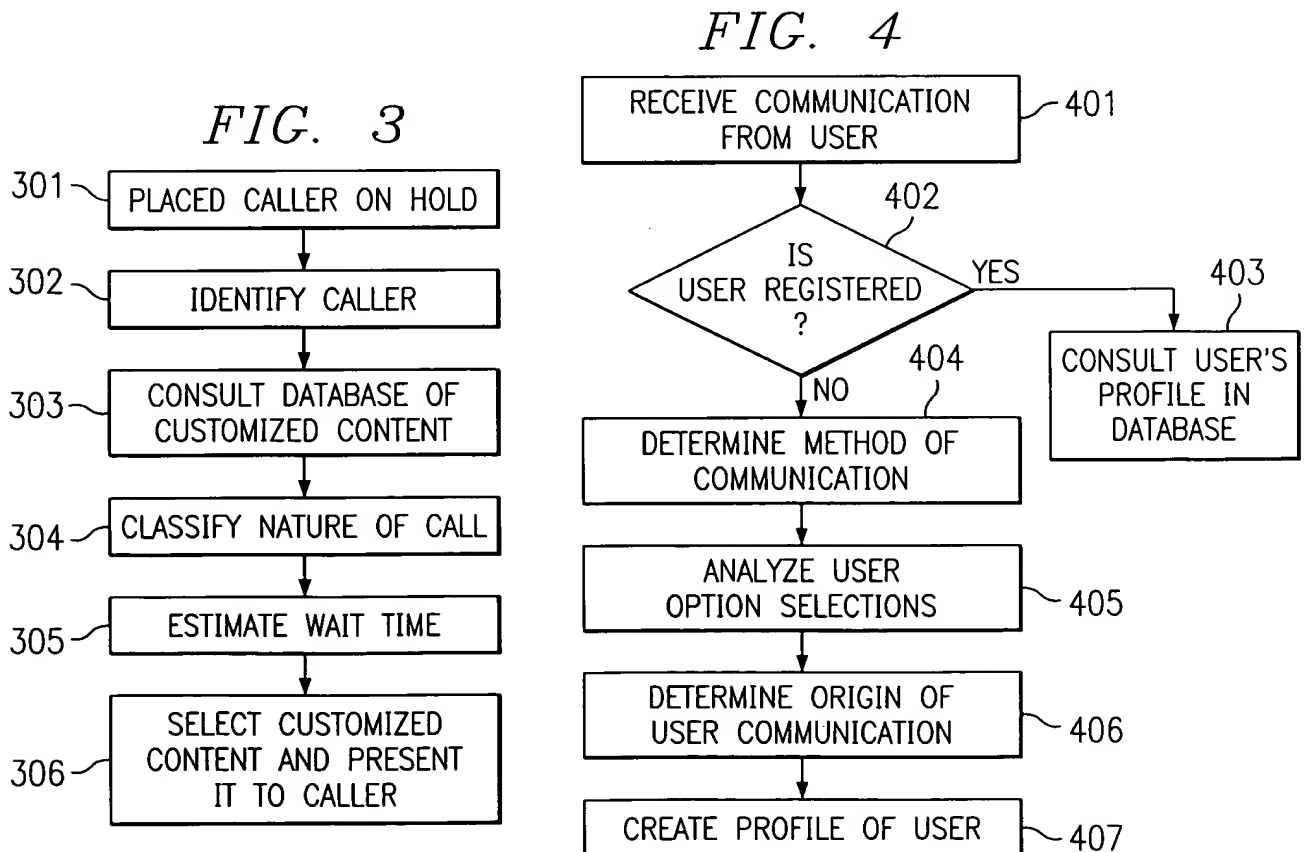 FIG. 3
301
PLACED CALLER ON HOLD
302
IDENTIFY CALLER
303
CONSULT DATABASE OF
CUSTOMIZED CONTENT
304
CLASSIFY NATURE OF CALL
305
ESTIMATE WAIT TIME
306
SELECT CUSTOMIZED
CONTENT AND PRESENT
IT TO CALLER
FIG. 4
RECEIVE COMMUNICATION
FROM USER
401
402
IS
USER REGISTERED
?
YES
403
CONSULT USER'S
PROFILE IN
DATABASE
NO
404
DETERMINE METHOD OF
COMMUNICATION
ANALYZE USER
OPTION SELECTIONS
405
DETERMINE ORIGIN OF
USER COMMUNICATION
406
CREATE PROFILE OF USER
407